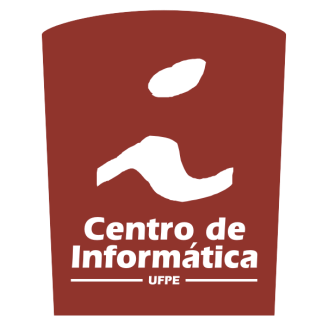 Centro de
Informática
UFPE